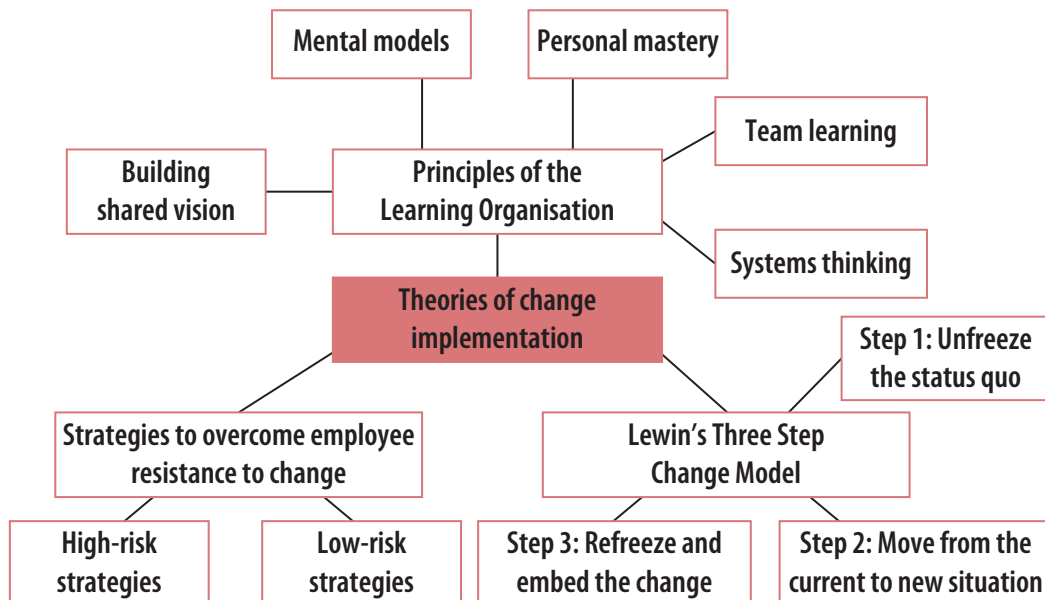 Mental models
Personal mastery
Team learning
Building
shared vision
Principles of the
Learning Organisation
Systems thinking
Theories of change
implementation
Step 1: Unfreeze
the status quo
Strategies to overcome employee
resistance to change
Lewin’s Three Step
Change Model
High-risk
strategies
Low-risk
strategies
Step 3: Refreeze and
embed the change
Step 2: Move from the
current to new situation